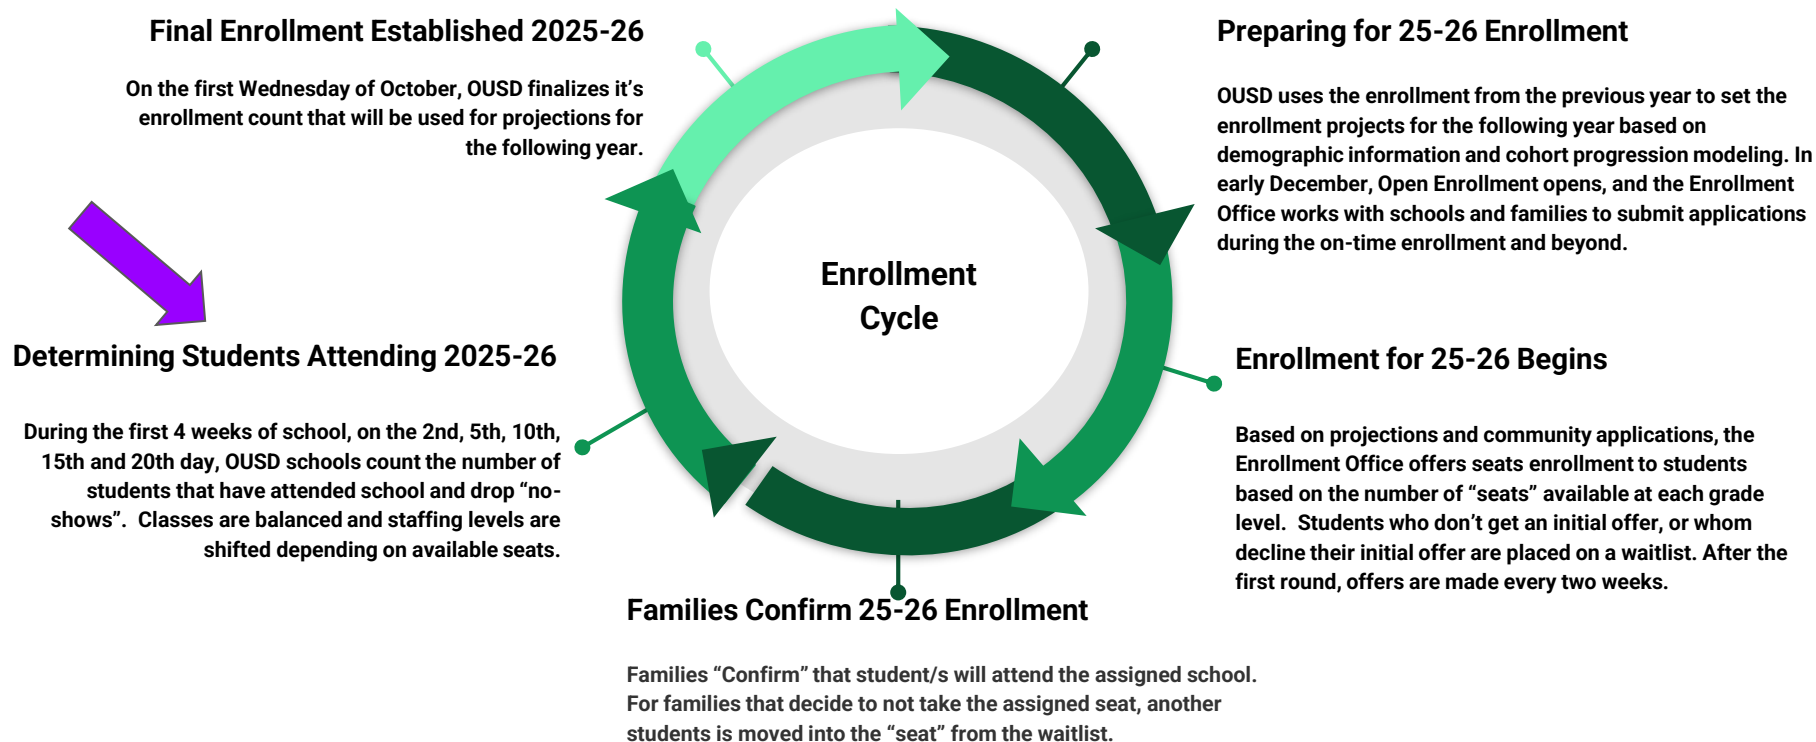 Final Enrollment Established 2025-26
On the first Wednesday of October, OUSD finalizes it’s
enrollment count that will be used for projections for
the following year.
Preparing for 25-26 Enrollment
OUSD uses the enrollment from the previous year to set the
enrollment projects for the following year based on
demographic information and cohort progression modeling. In
early December, Open Enrollment opens, and the Enrollment
Office works with schools and families to submit applications
during the on-time enrollment and beyond.
Enrollment
Cycle
Determining Students Attending 2025-26
During the first 4 weeks of school, on the 2nd, 5th, 10th,
15th and 20th day, OUSD schools count the number of
students that have attended school and drop “no-
shows”.  Classes are balanced and staffing levels are
shifted depending on available seats.
Enrollment for 25-26 Begins
Based on projections and community applications, the
Enrollment Office offers seats enrollment to students
based on the number of “seats” available at each grade
level.  Students who don’t get an initial offer, or whom
decline their initial offer are placed on a waitlist. After the
first round, offers are made every two weeks.
Families Confirm 25-26 Enrollment
Families “Confirm” that student/s will attend the assigned school.
For families that decide to not take the assigned seat, another
students is moved into the “seat” from the waitlist.